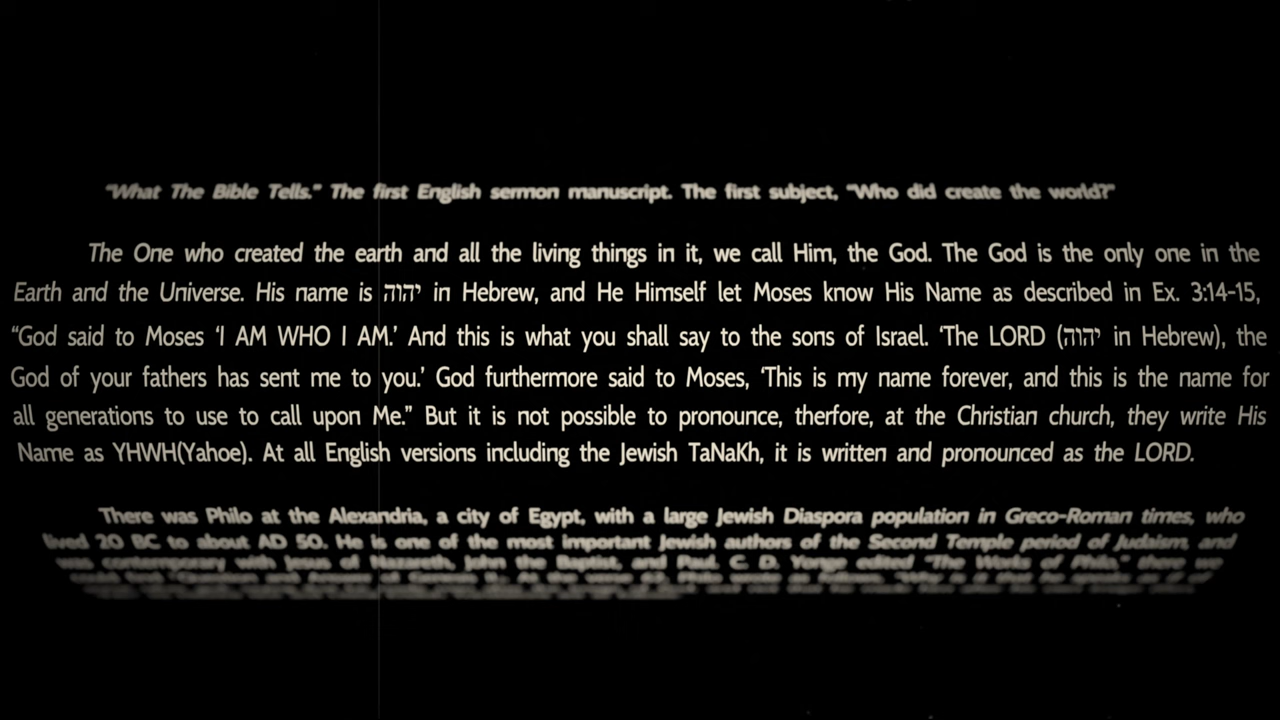 "What The Bible Tells." The first English sermon manuscript. The first subject, "Who did create the world?"
The One who created the earth and all the living things in it, we call Him, the God. The God is the only one in the
Earth and the Universe. His name is יהוה in Hebrew, and He Himself let Moses know His Name as described in Ex. 3:14-15,
“God said to Moses ‘I AM WHO I AM.’ And this is what you shall say to the sons of Israel. ‘The LORD (יהוה in Hebrew), the
God of your fathers has sent me to you.’ God furthermore said to Moses, ‘This is my name forever, and this is the name for
all generations to use to call upon Me.” But it is not possible to pronounce, therfore, at the Christian church, they write His
Name as YHWH(Yahoe). At all English versions including the Jewish TaNaKh, it is written and pronounced as the LORD.
There was Philo at the Alexandria, a city of Egypt, with a large Jewish Diaspora population in Greco-Roman times, who
lived 20 BC to about AD 50. He is one of the most important Jewish authors of the Second Temple period of Judaism, and
was contemporary with Jesus of Nazareth, John the Baptist, and Paul. C. D. Yonge edited "The Works of Philo," there we